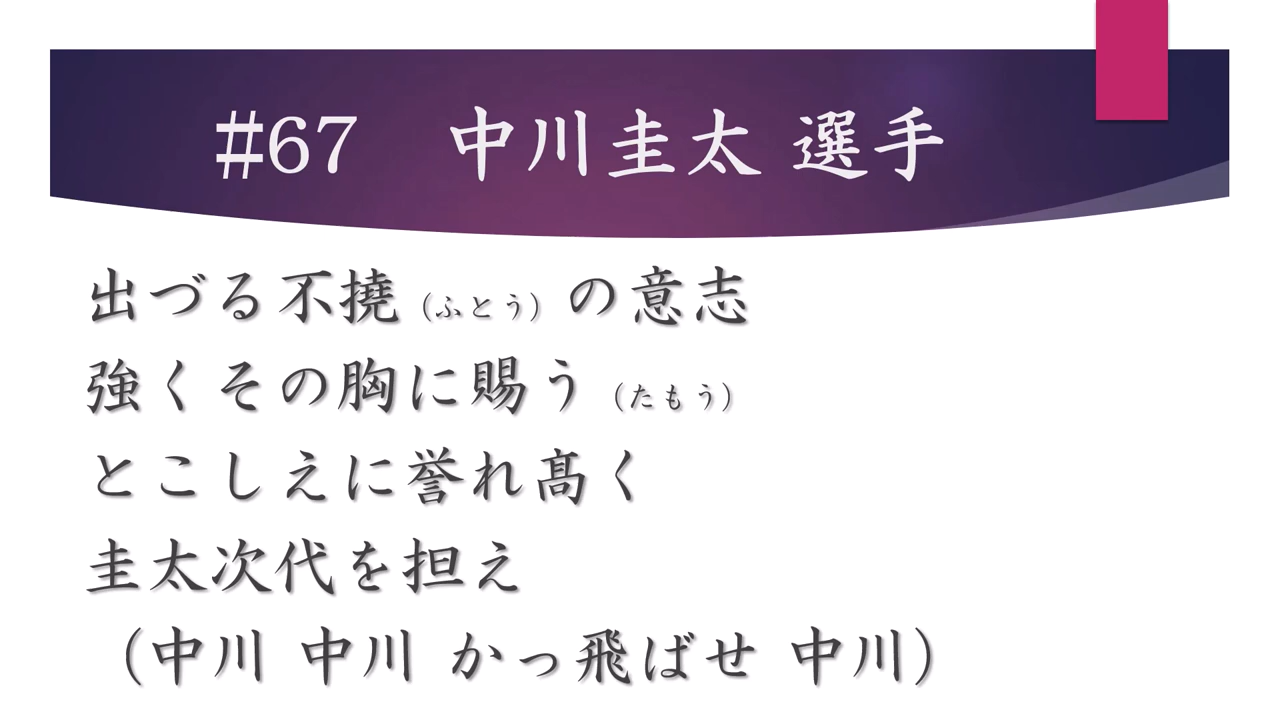 #67　中川圭太 選手
出づる不撓（ふとう）の意志
強くその胸に賜う（たもう）
とこしえに誉れ髙く
圭太次代を担え
（中川 中川 かっ飛ばせ 中川）